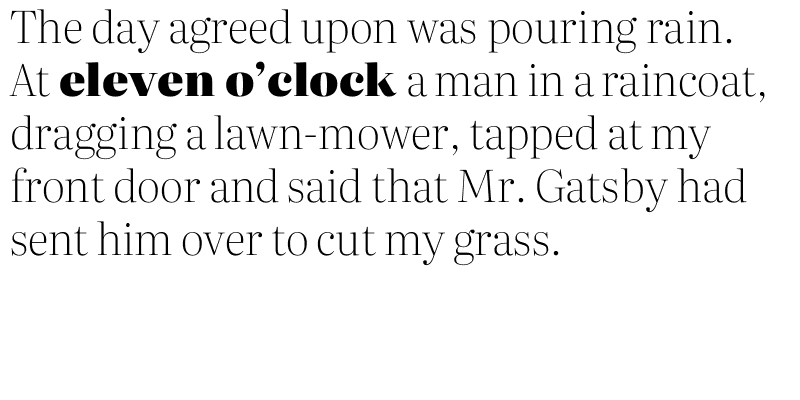 The day agreed upon was pouring rain.
At eleven o’clock a man in a raincoat,
dragging a lawn-mower, tapped at my
front door and said that Mr. Gatsby had
sent him over to cut my grass.